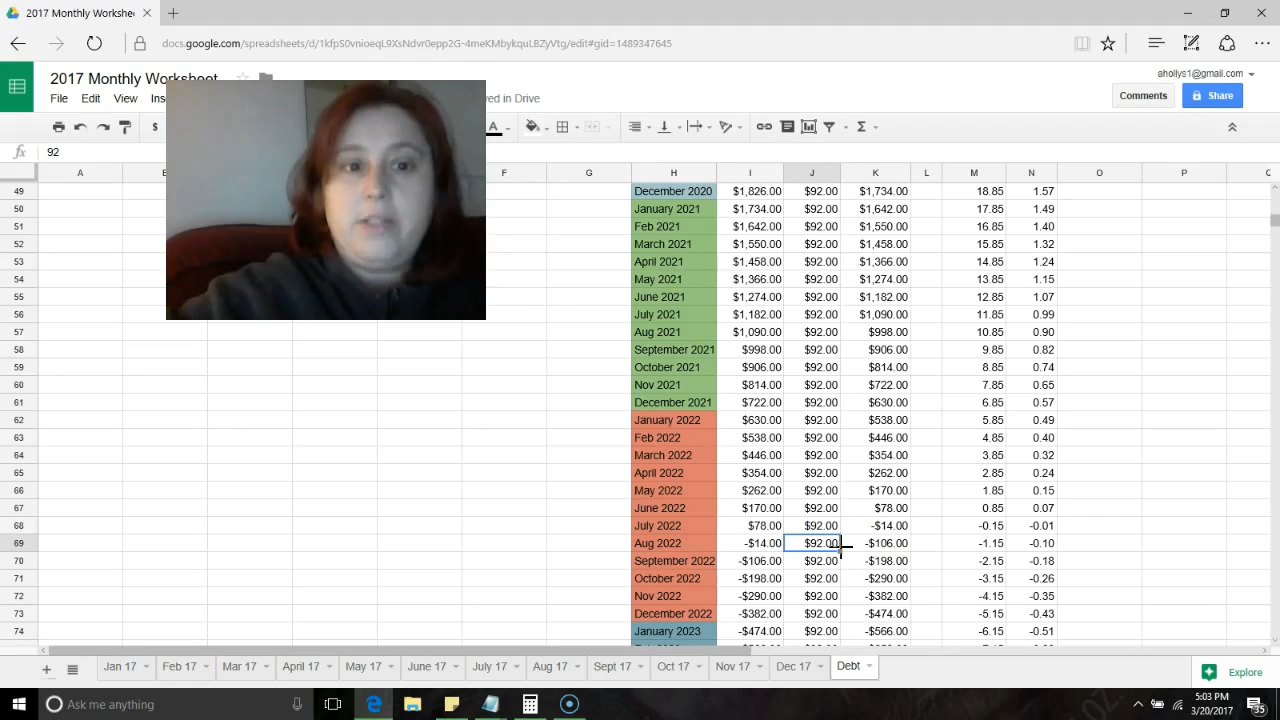 2017 Monthly Worksheet
docs.google.com/spreadsheets/d/1kfpS0vnioeqL9XsNdvr0epp2G-4meKMbykquLBZyVtg/edit#gid=1489347645
2017 Monthly Worksheet
ahollys1@gmail.com
File Edit View Ins ved in Drive
Comments Share
$ A Σ
fx 92
A E F G H I J K L M N O P
49 December 2020 $1,826.00 $92.00 $1,734.00 18.85 1.57
50 January 2021 $1,734.00 $92.00 $1,642.00 17.85 1.49
51 Feb 2021 $1,642.00 $92.00 $1,550.00 16.85 1.40
52 March 2021 $1,550.00 $92.00 $1,458.00 15.85 1.32
53 April 2021 $1,458.00 $92.00 $1,366.00 14.85 1.24
54 May 2021 $1,366.00 $92.00 $1,274.00 13.85 1.15
55 June 2021 $1,274.00 $92.00 $1,182.00 12.85 1.07
56 July 2021 $1,182.00 $92.00 $1,090.00 11.85 0.99
57 Aug 2021 $1,090.00 $92.00 $998.00 10.85 0.90
58 September 2021 $998.00 $92.00 $906.00 9.85 0.82
59 October 2021 $906.00 $92.00 $814.00 8.85 0.74
60 Nov 2021 $814.00 $92.00 $722.00 7.85 0.65
61 December 2021 $722.00 $92.00 $630.00 6.85 0.57
62 January 2022 $630.00 $92.00 $538.00 5.85 0.49
63 Feb 2022 $538.00 $92.00 $446.00 4.85 0.40
64 March 2022 $446.00 $92.00 $354.00 3.85 0.32
65 April 2022 $354.00 $92.00 $262.00 2.85 0.24
66 May 2022 $262.00 $92.00 $170.00 1.85 0.15
67 June 2022 $170.00 $92.00 $78.00 0.85 0.07
68 July 2022 $78.00 $92.00 -$14.00 -0.15 -0.01
69 Aug 2022 -$14.00 $92.00 -$106.00 -1.15 -0.10
70 September 2022 -$106.00 $92.00 -$198.00 -2.15 -0.18
71 October 2022 -$198.00 $92.00 -$290.00 -3.15 -0.26
72 Nov 2022 -$290.00 $92.00 -$382.00 -4.15 -0.35
73 December 2022 -$382.00 $92.00 -$474.00 -5.15 -0.43
74 January 2023 -$474.00 $92.00 -$566.00 -6.15 -0.51
Jan 17 Feb 17 Mar 17 April 17 May 17 June 17 July 17 Aug 17 Sept 17 Oct 17 Nov 17 Dec 17 Debt Explore
Ask me anything
5:03 PM
3/20/2017
35